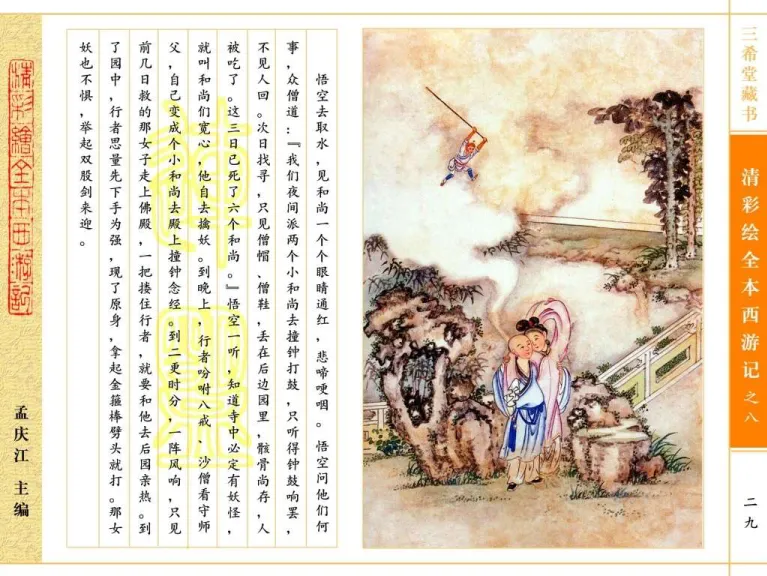 三希堂藏书
清彩绘全本西游记之八
二九
悟空去取水，见和尚一个个眼睛通红，悲啼哽咽。悟空问他们何
事，众僧道：『我们夜间派两个小和尚去撞钟打鼓，只听得钟鼓响罢，
不见人回。次日找寻，只见僧帽、僧鞋，丢在后边园里，骸骨尚存，人
被吃了。这三日已死了六个和尚。』悟空一听，知道寺中必定有妖怪，
就叫和尚们宽心，他自去擒妖。到晚上，行者吩咐八戒、沙僧看守师
父，自己变成个小和尚去殿上撞钟念经。到二更时分，一阵风响，只见
前几日救的那女子走上佛殿，一把搂住行者，就要和他去后园亲热。到
了园中，行者思量先下手为强，现了原身，拿起金箍棒劈头就打。那女
妖也不惧，举起双股剑来迎。
精彩绘全本西游记
孟庆江 主编